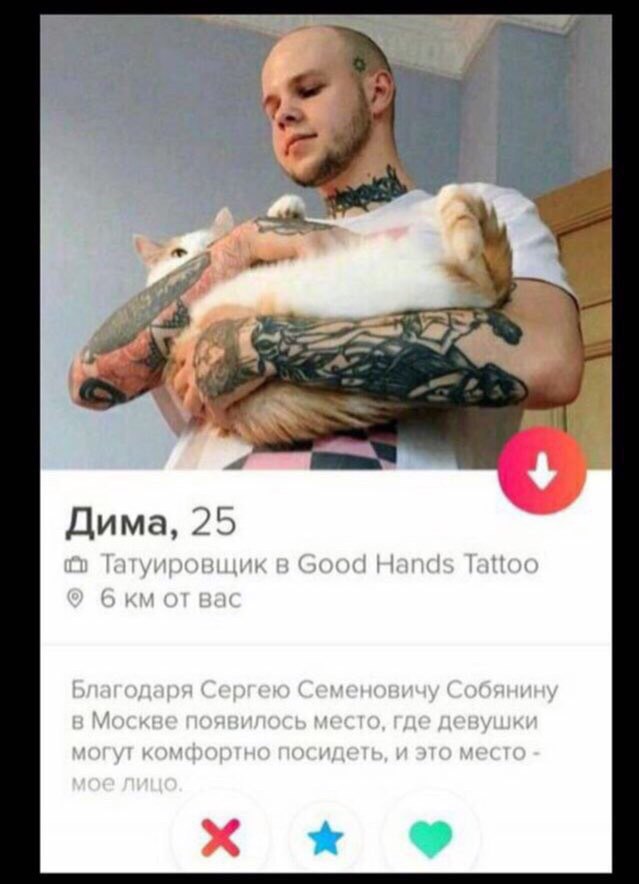 Дима, 25
Татуировщик в Good Hands Tattoo
6 км от вас
Благодаря Сергею Семеновичу Собянину
в Москве появилось место, где девушки
могут комфортно посидеть, и это место -
мое лицо.